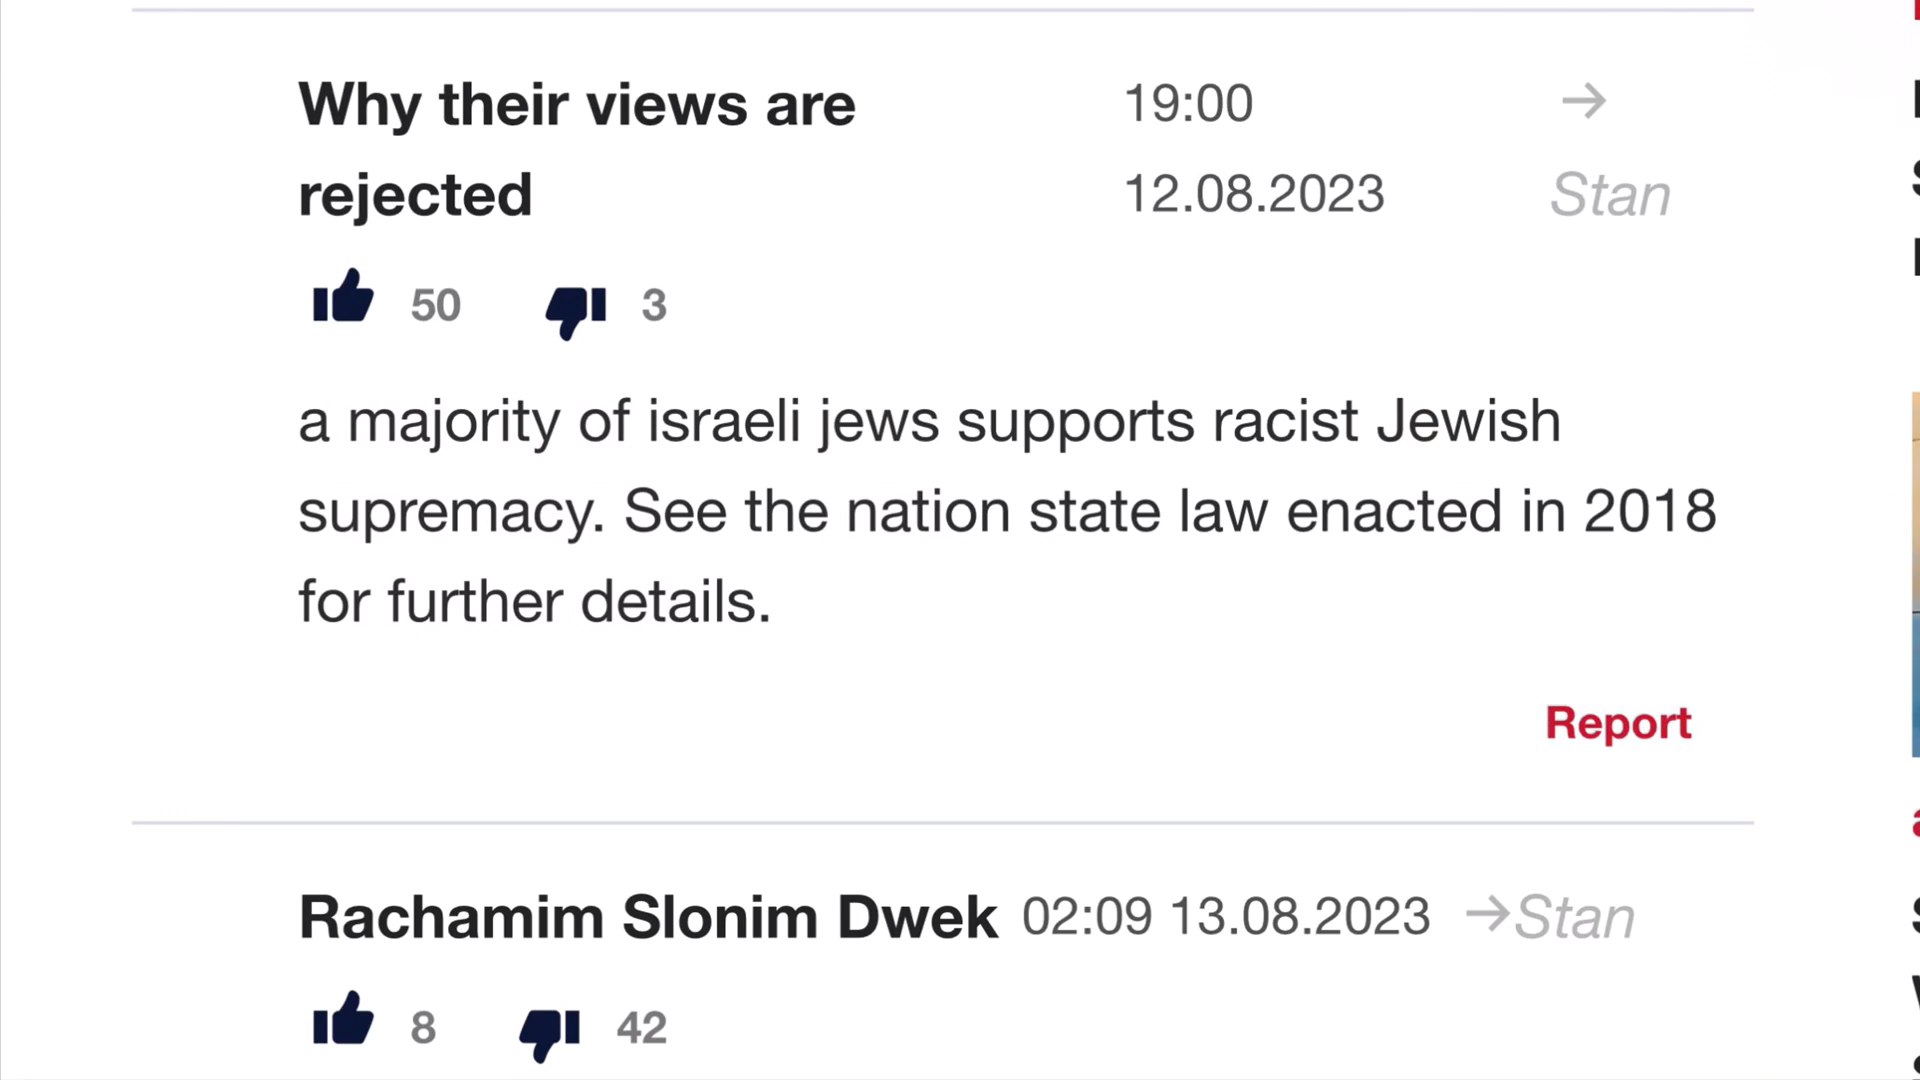 Why their views are 19:00 →
rejected 12.08.2023 Stan
50 3
a majority of israeli jews supports racist Jewish
supremacy. See the nation state law enacted in 2018
for further details.
Report
Rachamim Slonim Dwek 02:09 13.08.2023 →Stan
8 42